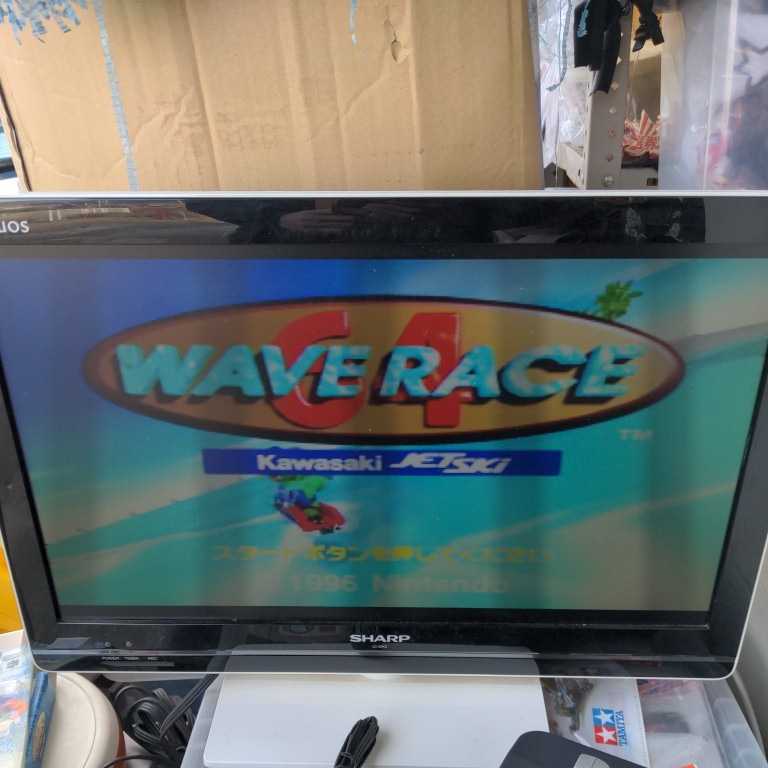 UOS
64
WAVE RACE
TM
Kawasaki JET SKI
スタートボタンを押してください
1996 Nintendo
SHARP
TAMIYA